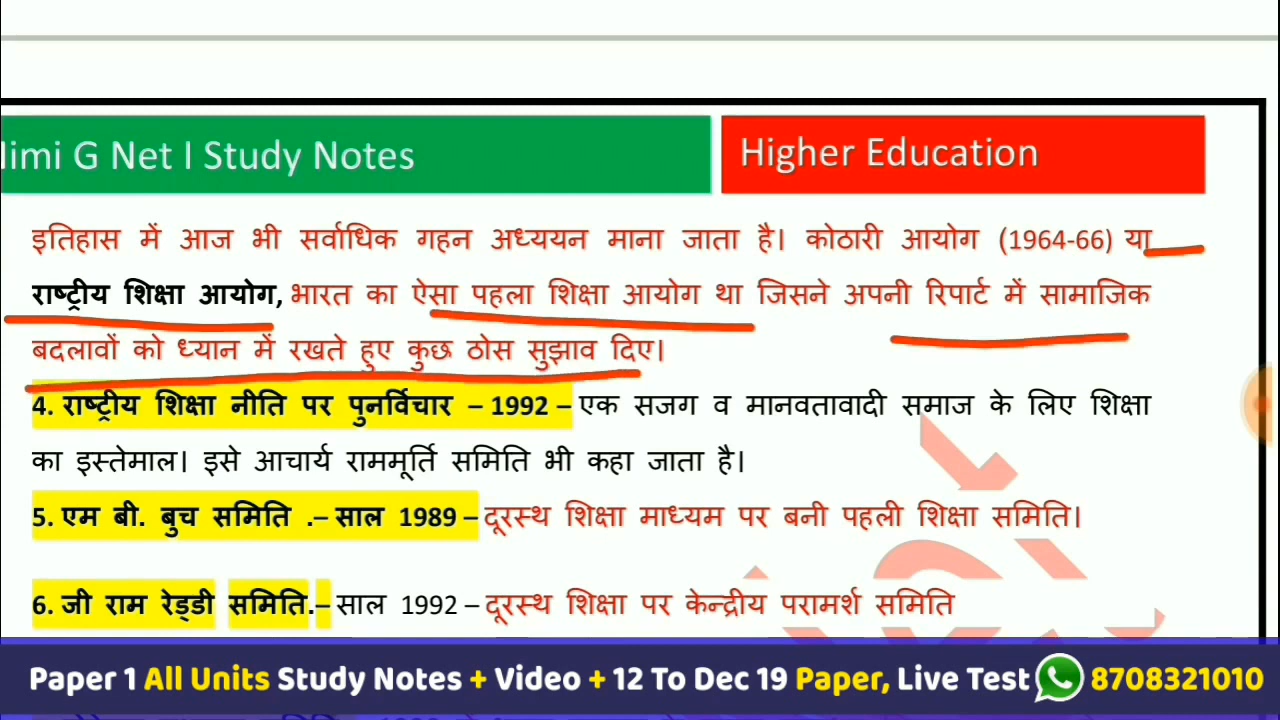 imi G Net I Study Notes
Higher Education
इतिहास में आज भी सर्वाधिक गहन अध्ययन माना जाता है। कोठारी आयोग (1964-66) या
राष्ट्रीय शिक्षा आयोग, भारत का ऐसा पहला शिक्षा आयोग था जिसने अपनी रिपार्ट में सामाजिक
बदलावों को ध्यान में रखते हुए कुछ ठोस सुझाव दिए।
4. राष्ट्रीय शिक्षा नीति पर पुनर्विचार – 1992 – एक सजग व मानवतावादी समाज के लिए शिक्षा
का इस्तेमाल। इसे आचार्य राममूर्ति समिति भी कहा जाता है।
5. एम बी. बुच समिति .– साल 1989 – दूरस्थ शिक्षा माध्यम पर बनी पहली शिक्षा समिति।
6. जी राम रेड्डी समिति.– साल 1992 – दूरस्थ शिक्षा पर केन्द्रीय परामर्श समिति
Paper 1 All Units Study Notes + Video + 12 To Dec 19 Paper, Live Test 8708321010